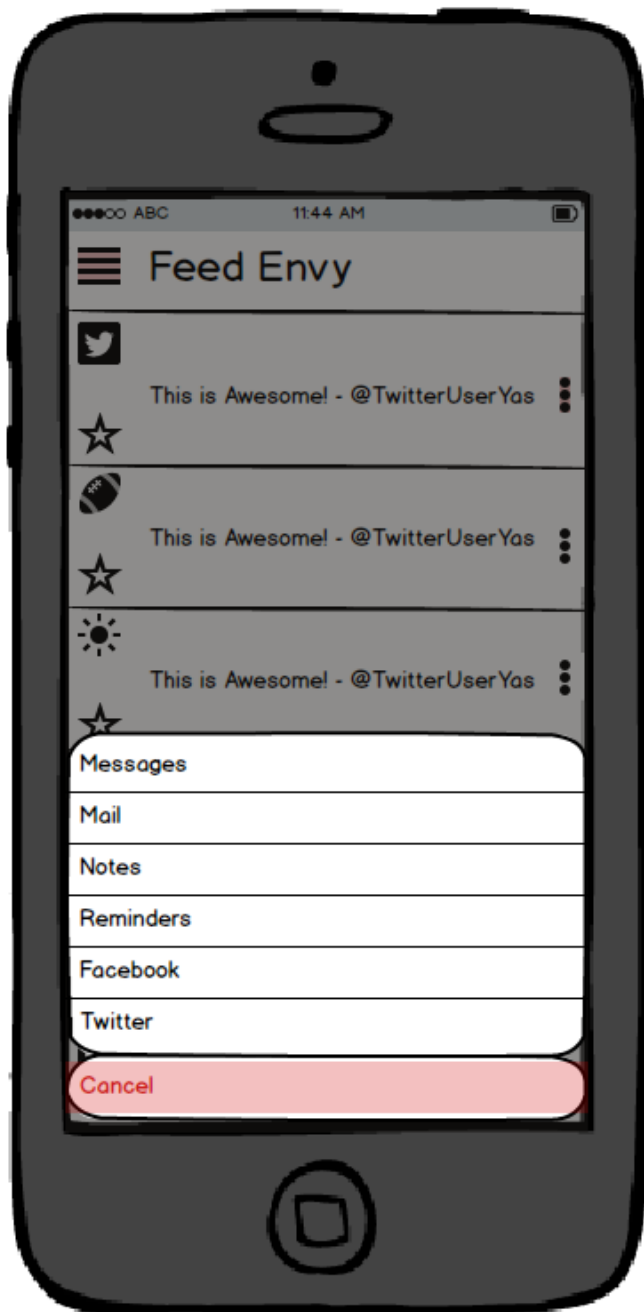 ABC 11:44 AM
Feed Envy
This is Awesome! - @TwitterUserYas
This is Awesome! - @TwitterUserYas
This is Awesome! - @TwitterUserYas
Messages
Mail
Notes
Reminders
Facebook
Twitter
Cancel